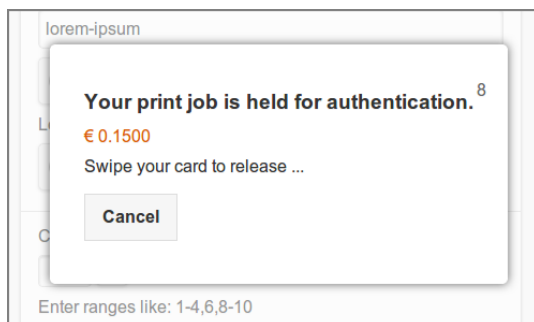 lorem-ipsum
Your print job is held for authentication. 8
€ 0.1500
Swipe your card to release ...
Cancel
Enter ranges like: 1-4,6,8-10